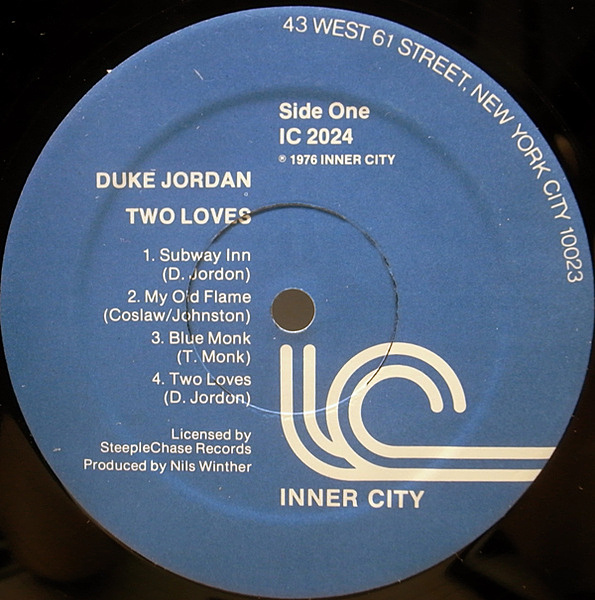 43 WEST 61 STREET, NEW YORK CITY 10023
Side One
IC 2024
℗ 1976 INNER CITY
DUKE JORDAN
TWO LOVES
1. Subway Inn
(D. Jordon)
2. My Old Flame
(Coslaw/Johnston)
3. Blue Monk
(T. Monk)
4. Two Loves
(D. Jordon)
Licensed by
SteepleChase Records
Produced by Nils Winther
IC
INNER CITY